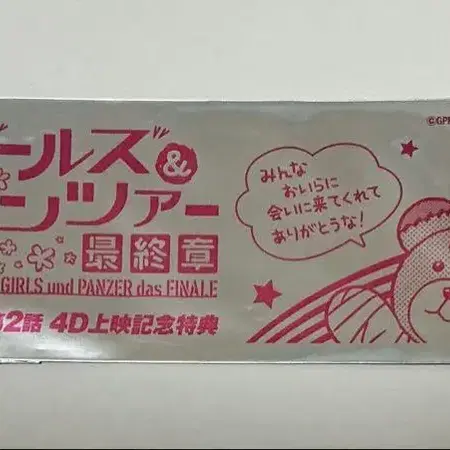 ールズ&
ンツァー
最終章
GIRLS und PANZER das FINALE
第2話 4D上映記念特典
みんな
おいらに
会いに来てくれて
ありがとうな!
©GP